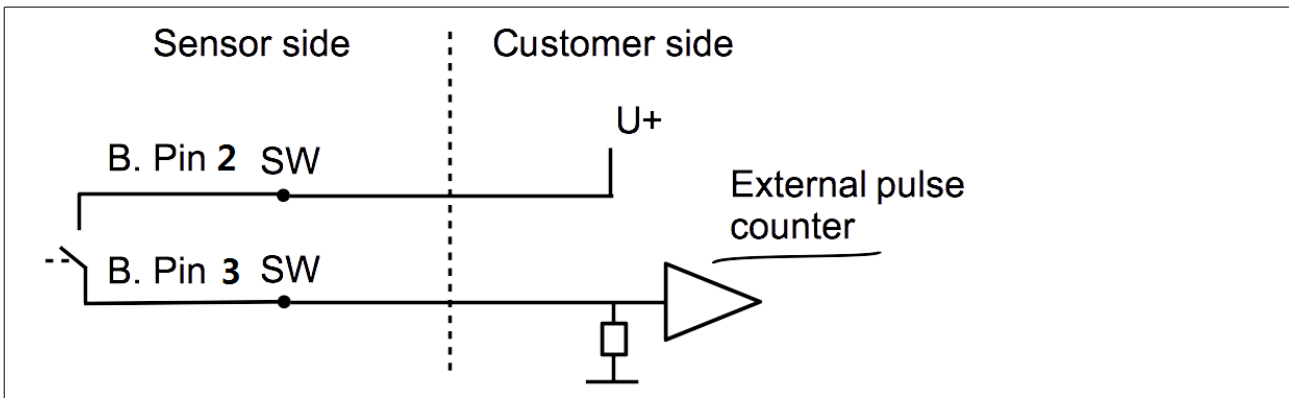 Sensor side
Customer side
U+
B. Pin 2 SW
External pulse
counter
B. Pin 3 SW